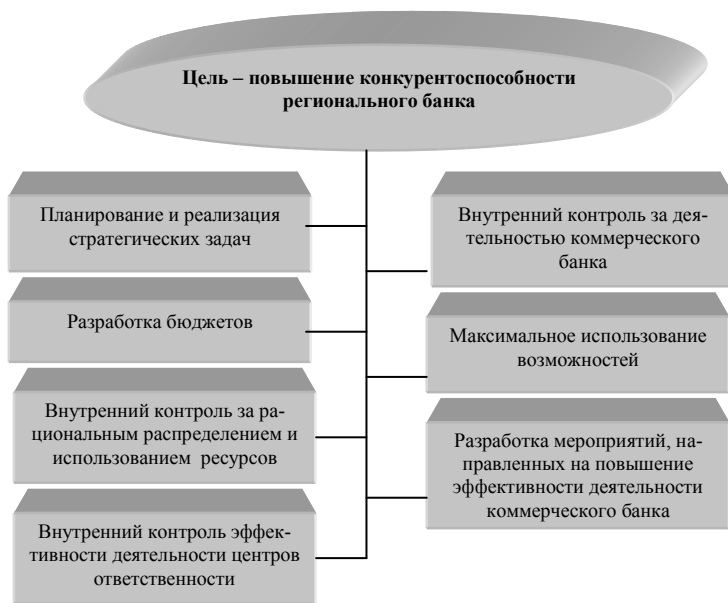 Цель – повышение конкурентоспособности
регионального банка
Планирование и реализация
стратегических задач
Разработка бюджетов
Внутренний контроль за ра-
циональным распределением и
использованием ресурсов
Внутренний контроль эффек-
тивности деятельности центров
ответственности
Внутренний контроль за дея-
тельностью коммерческого
банка
Максимальное использование
возможностей
Разработка мероприятий, на-
правленных на повышение
эффективности деятельности
коммерческого банка